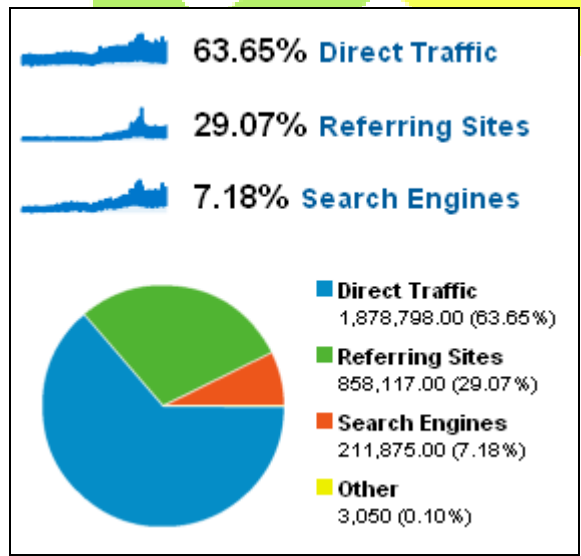 63.65% Direct Traffic
29.07% Referring Sites
7.18% Search Engines
Direct Traffic
1,878,798.00 (63.65%)
Referring Sites
858,117.00 (29.07%)
Search Engines
211,875.00 (7.18%)
Other
3,050 (0.10%)